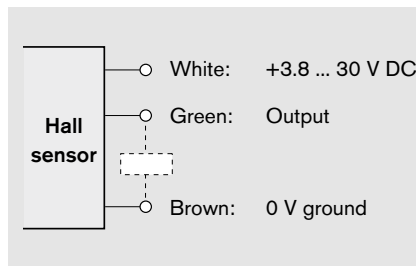 White: +3.8 ... 30 V DC
Green: Output
Hall
sensor
Brown: 0 V ground